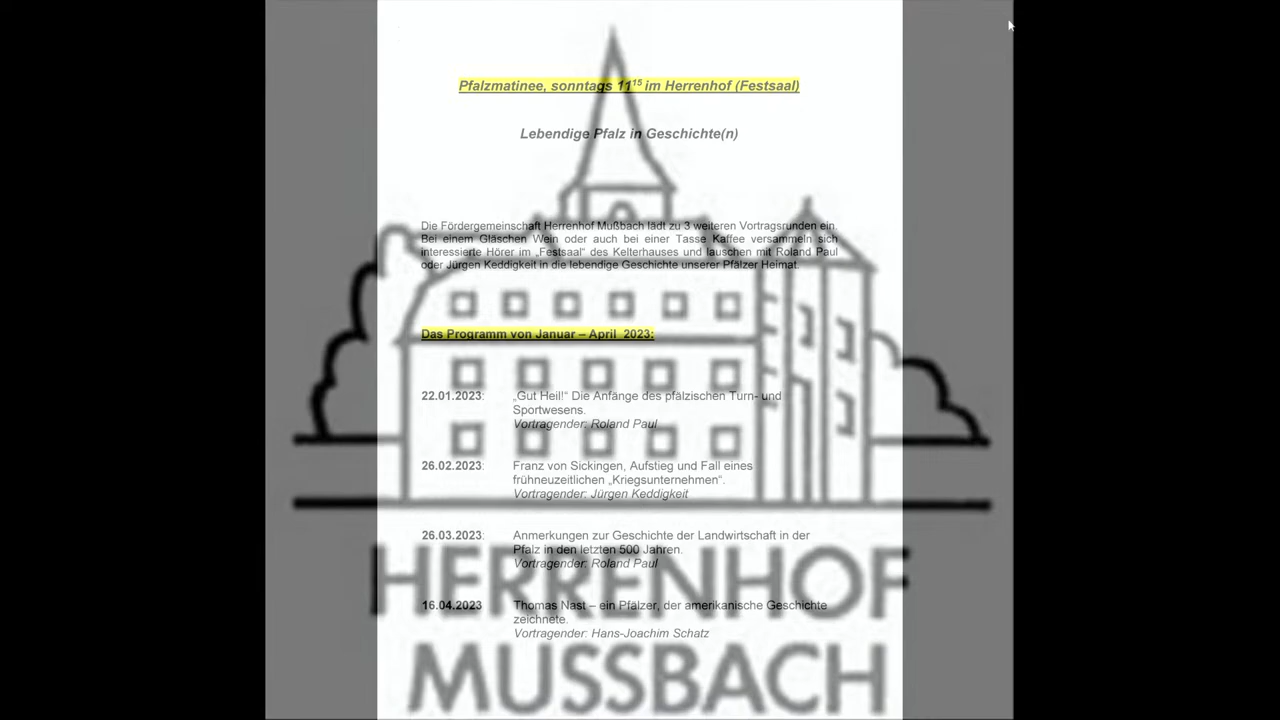 Pfalzmatinee, sonntags 11¹⁵ im Herrenhof (Festsaal)
Lebendige Pfalz in Geschichte(n)
Die Fördergemeinschaft Herrenhof Mußbach lädt zu 3 weiteren Vortragsrunden ein.
Bei einem Gläschen Wein oder auch bei einer Tasse Kaffee versammeln sich
interessierte Hörer im „Festsaal“ des Kelterhauses und lauschen mit Roland Paul
oder Jürgen Keddigkeit in die lebendige Geschichte unserer Pfälzer Heimat.
Das Programm von Januar – April 2023:
22.01.2023: „Gut Heil!“ Die Anfänge des pfälzischen Turn- und
Sportwesens.
Vortragender: Roland Paul
26.02.2023: Franz von Sickingen, Aufstieg und Fall eines
frühneuzeitlichen „Kriegsunternehmen“.
Vortragender: Jürgen Keddigkeit
26.03.2023: Anmerkungen zur Geschichte der Landwirtschaft in der
Pfalz in den letzten 500 Jahren.
Vortragender: Roland Paul
16.04.2023 Thomas Nast – ein Pfälzer, der amerikanische Geschichte
zeichnete.
Vortragender: Hans-Joachim Schatz
HERRENHOF
MUSSBACH